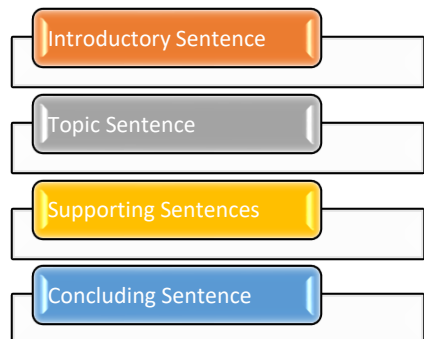 Introductory Sentence
Topic Sentence
Supporting Sentences
Concluding Sentence